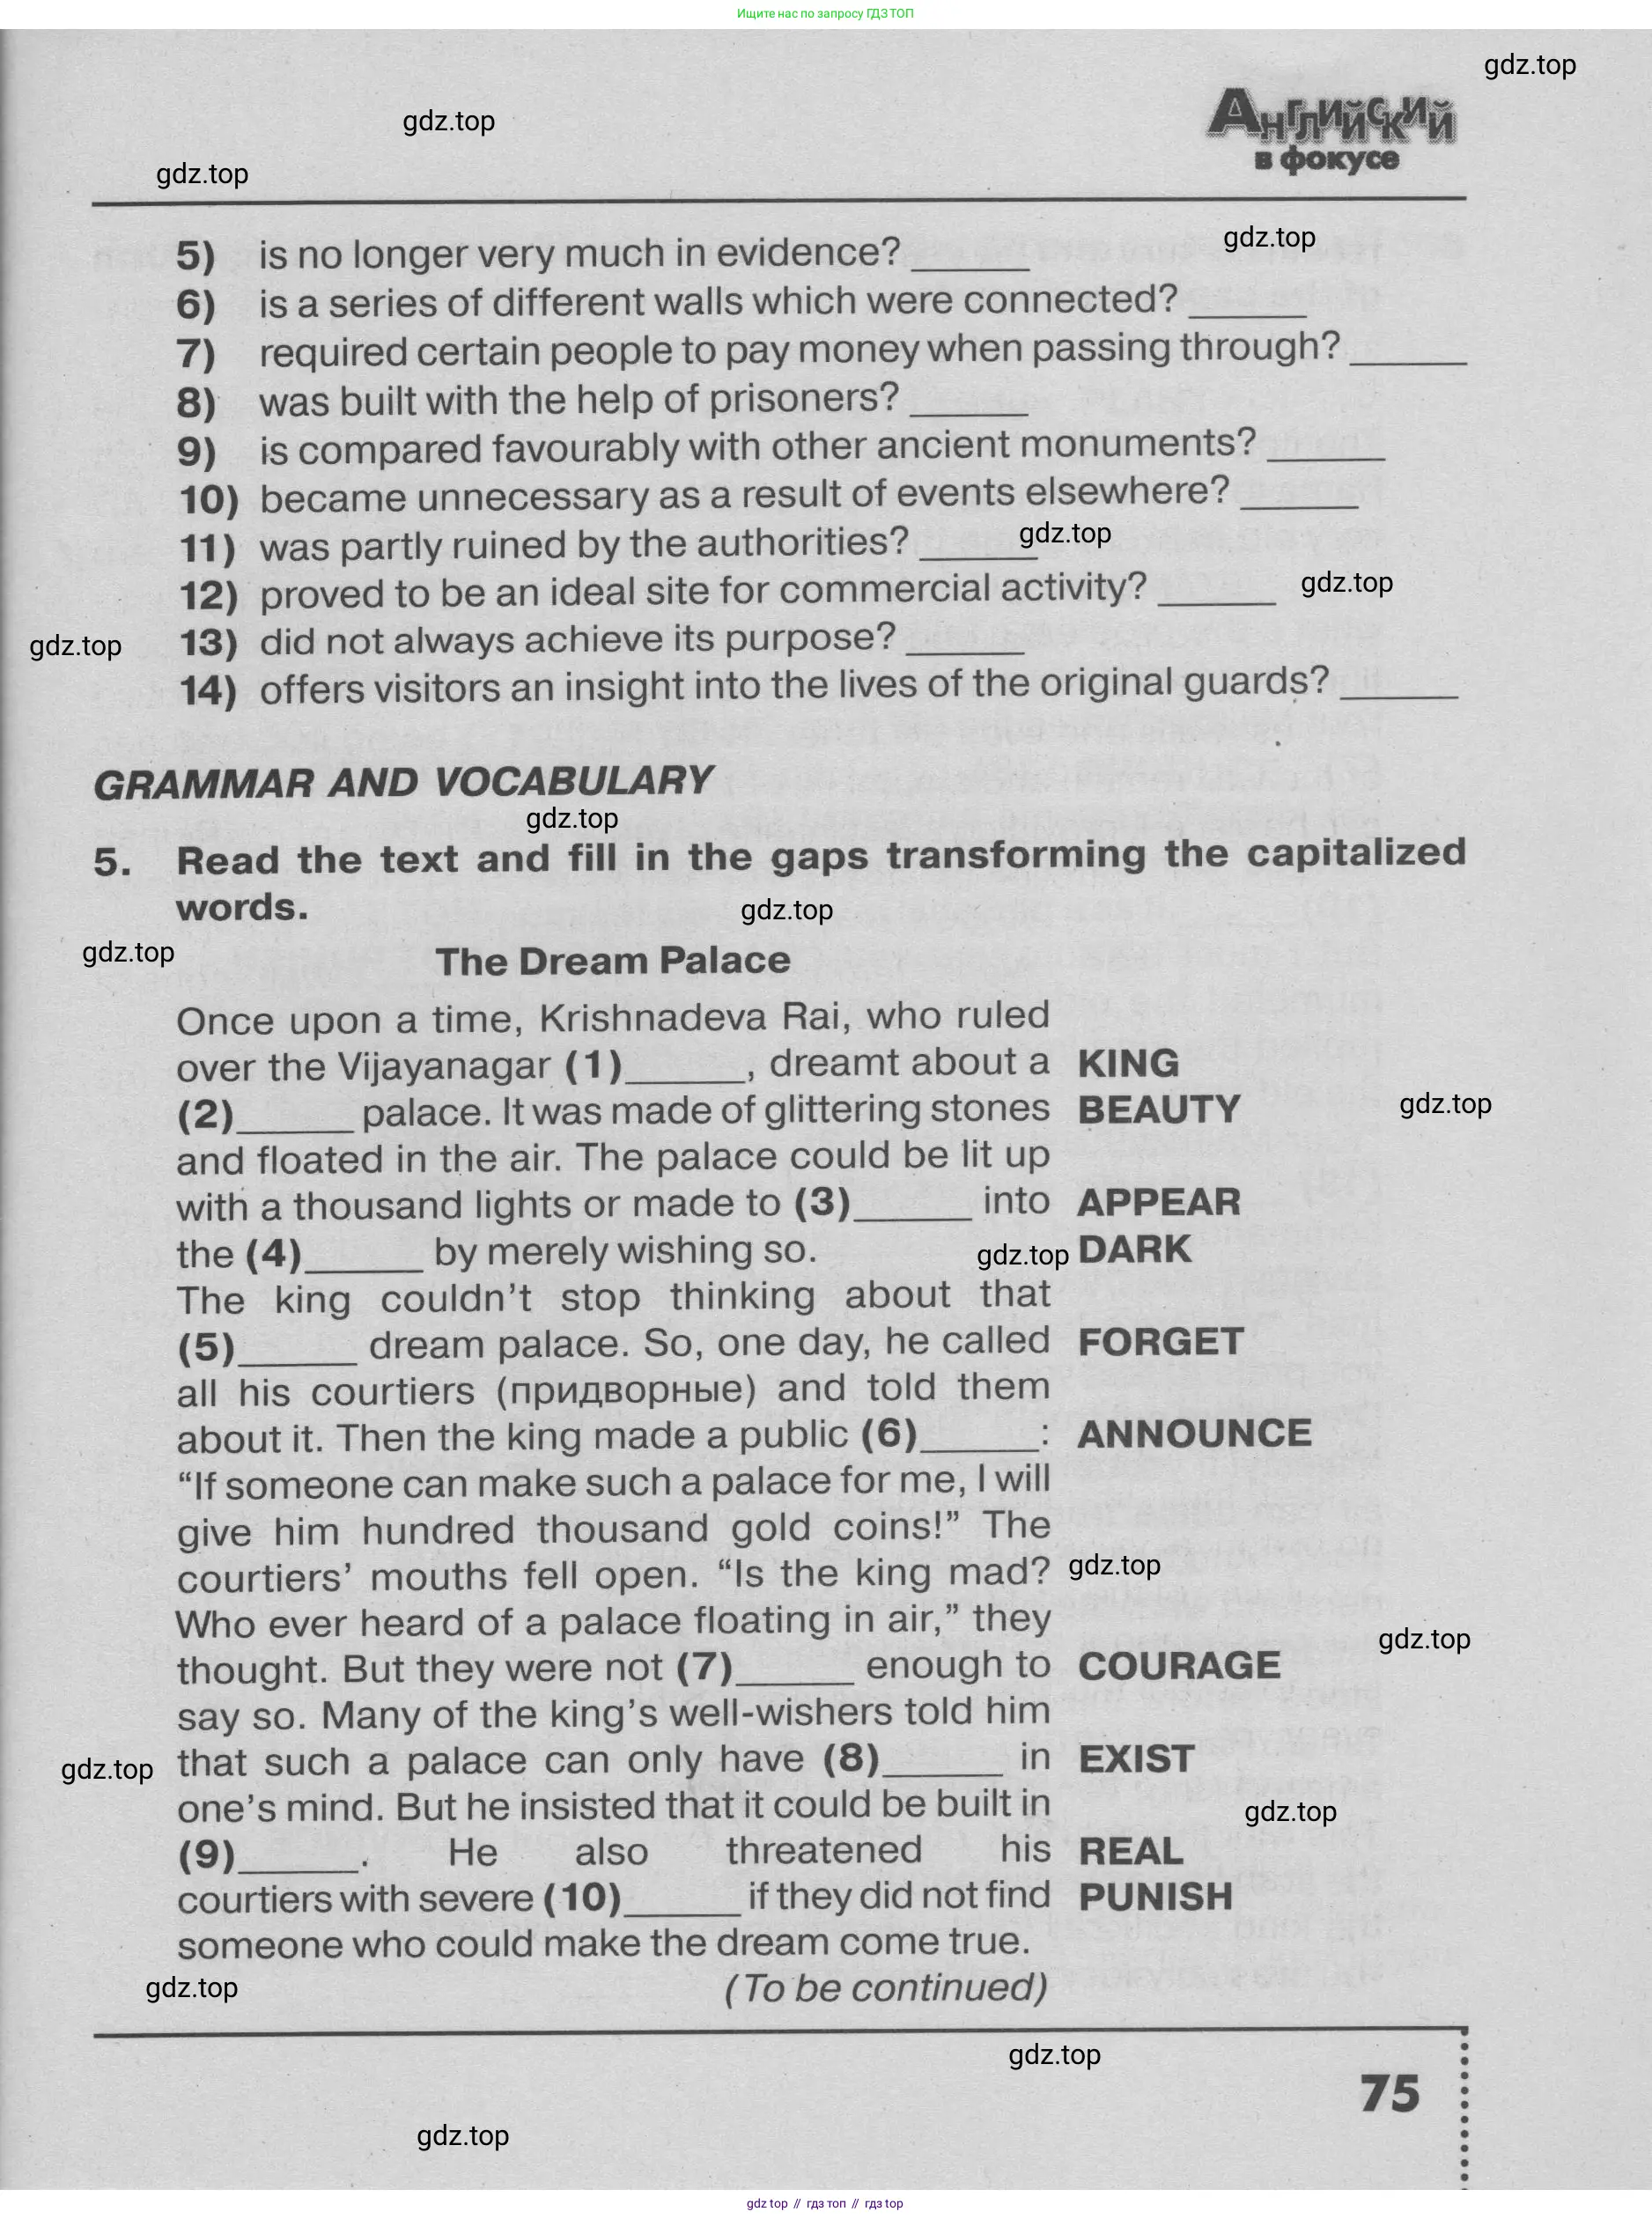 Ищите нас по запросу ГДЗ ТОП
gdz.top
Английский
gdz.top
в фокусе
gdz.top
5) is no longer very much in evidence? ______
gdz.top
6) is a series of different walls which were connected? ______
7) required certain people to pay money when passing through? ______
8) was built with the help of prisoners? ______
9) is compared favourably with other ancient monuments? ______
10) became unnecessary as a result of events elsewhere? ______
11) was partly ruined by the authorities? ______
gdz.top
12) proved to be an ideal site for commercial activity? ______
gdz.top
13) did not always achieve its purpose? ______
gdz.top
14) offers visitors an insight into the lives of the original guards? ______
GRAMMAR AND VOCABULARY
gdz.top
5. Read the text and fill in the gaps transforming the capitalized
words.
gdz.top
gdz.top
The Dream Palace
Once upon a time, Krishnadeva Rai, who ruled
over the Vijayanagar (1)______, dreamt about a KING
(2)______ palace. It was made of glittering stones BEAUTY
gdz.top
and floated in the air. The palace could be lit up
with a thousand lights or made to (3)______ into APPEAR
the (4)______ by merely wishing so. DARK
gdz.top
The king couldn't stop thinking about that
(5)______ dream palace. So, one day, he called FORGET
all his courtiers (придворные) and told them
about it. Then the king made a public (6)______: ANNOUNCE
“If someone can make such a palace for me, I will
give him hundred thousand gold coins!” The
courtiers’ mouths fell open. “Is the king mad?
gdz.top
Who ever heard of a palace floating in air,” they
gdz.top
thought. But they were not (7)______ enough to COURAGE
say so. Many of the king’s well-wishers told him
that such a palace can only have (8)______ in EXIST
gdz.top
one’s mind. But he insisted that it could be built in
gdz.top
(9)______. He also threatened his REAL
courtiers with severe (10)______ if they did not find PUNISH
someone who could make the dream come true.
gdz.top
(To be continued)
gdz.top
75
gdz.top
gdz top // гдз топ // гдз top